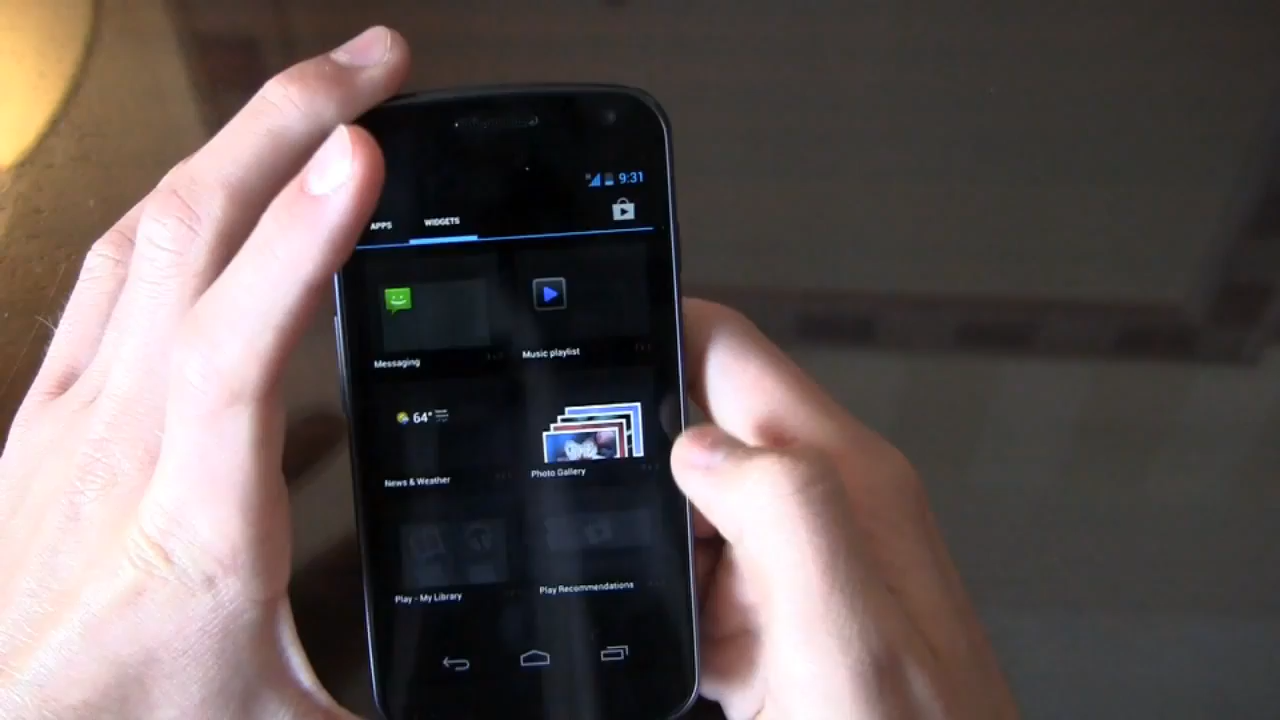 9:31
APPS WIDGETS
Messaging
Music playlist
64°
News & Weather
Photo Gallery
Play - My Library
Play Recommendations